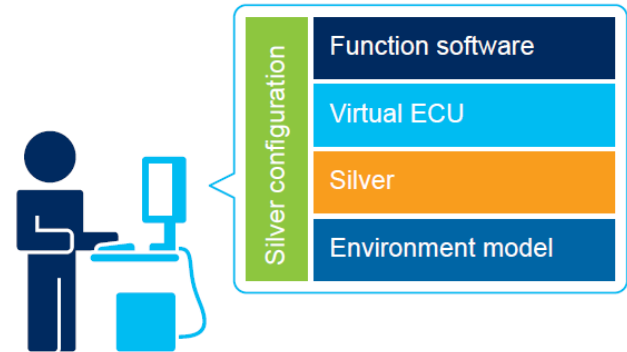 Silver configuration
Function software
Virtual ECU
Silver
Environment model